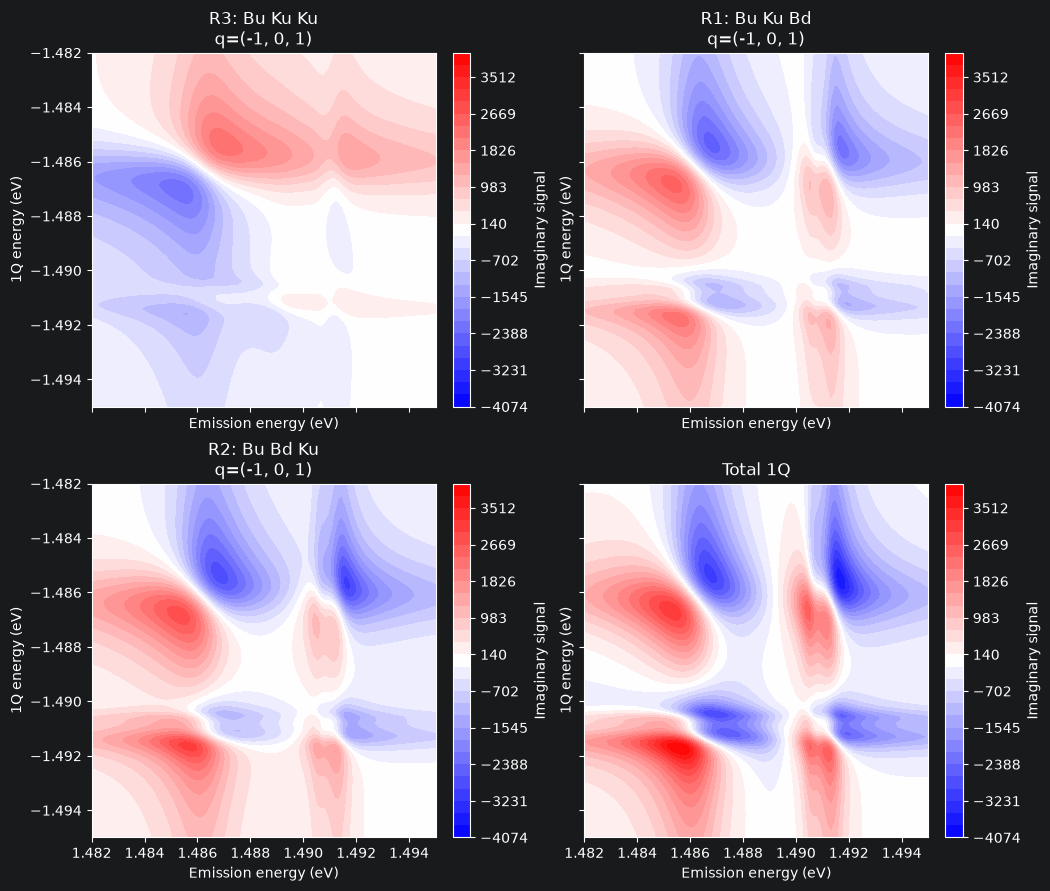 R3: Bu Ku Ku
q=(-1, 0, 1)
−1.482
−1.484
−1.486
−1.488
−1.490
−1.492
−1.494
1Q energy (eV)
Emission energy (eV)
3512
2669
1826
983
140
−702
−1545
−2388
−3231
−4074
Imaginary signal
R1: Bu Ku Bd
q=(-1, 0, 1)
1Q energy (eV)
Emission energy (eV)
3512
2669
1826
983
140
−702
−1545
−2388
−3231
−4074
Imaginary signal
R2: Bu Bd Ku
q=(-1, 0, 1)
−1.482
−1.484
−1.486
−1.488
−1.490
−1.492
−1.494
1Q energy (eV)
1.482 1.484 1.486 1.488 1.490 1.492 1.494
Emission energy (eV)
3512
2669
1826
983
140
−702
−1545
−2388
−3231
−4074
Imaginary signal
Total 1Q
1Q energy (eV)
1.482 1.484 1.486 1.488 1.490 1.492 1.494
Emission energy (eV)
3512
2669
1826
983
140
−702
−1545
−2388
−3231
−4074
Imaginary signal